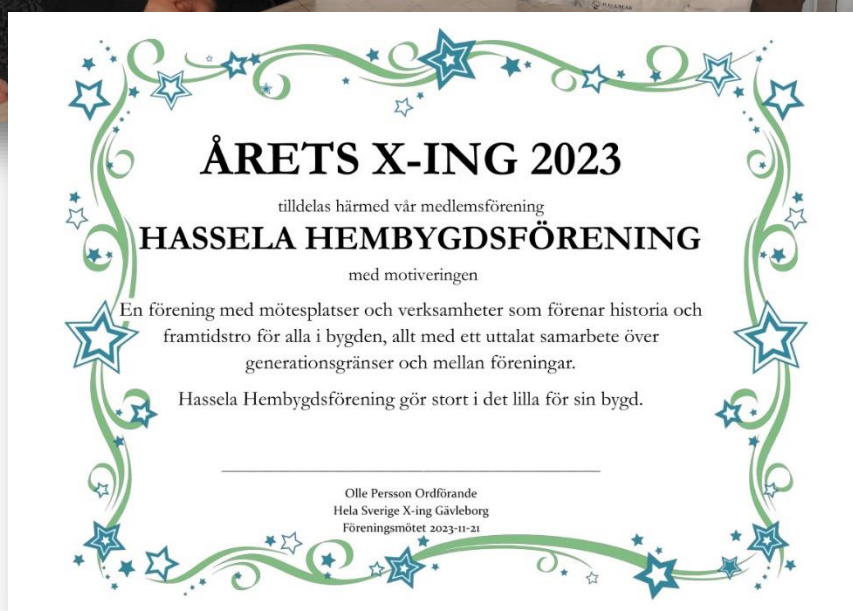 ÅRETS X-ING 2023
tilldelas härmed vår medlemsförening
HASSELA HEMBYGDSFÖRENING
med motiveringen
En förening med mötesplatser och verksamheter som förenar historia och
framtidstro för alla i bygden, allt med ett uttalat samarbete över
generationsgränser och mellan föreningar.
Hassela Hembygdsförening gör stort i det lilla för sin bygd.
Olle Persson Ordförande
Hela Sverige X-ing Gävleborg
Föreningsmötet 2023-11-21